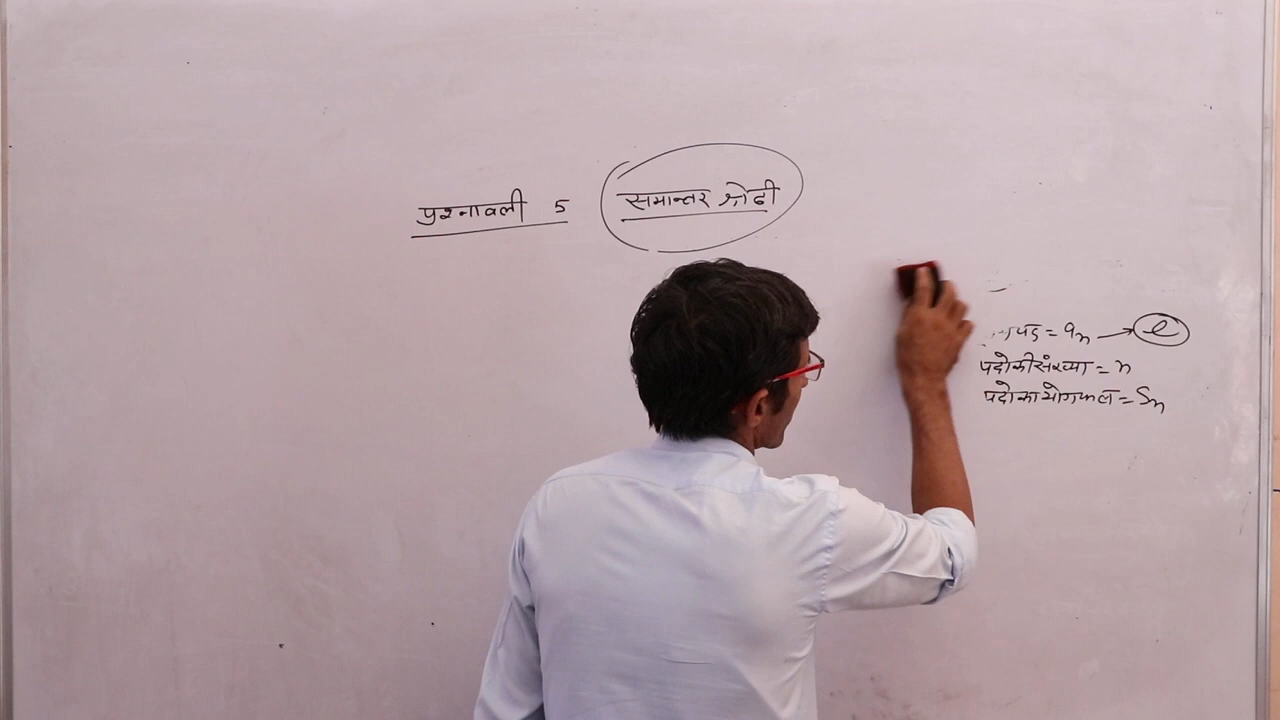 प्रश्नावली 5 समान्तर श्रेढी
पद = an → l
पदो की संख्या = n
पदो का योगफल = Sn